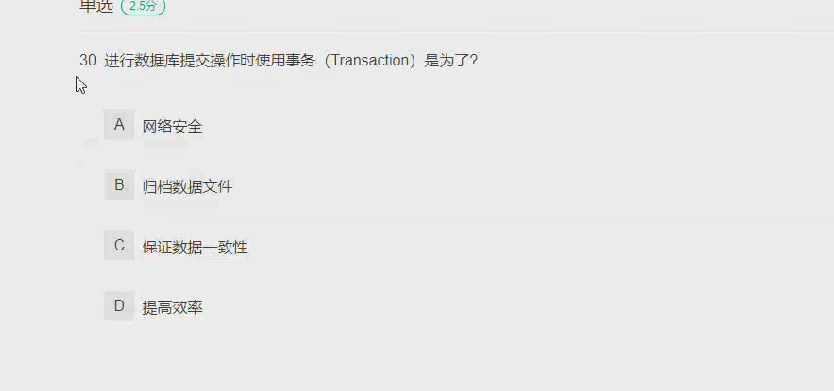 单选 2.5分
30 进行数据库提交操作时使用事务（Transaction）是为了?
A 网络安全
B 归档数据文件
C 保证数据一致性
D 提高效率